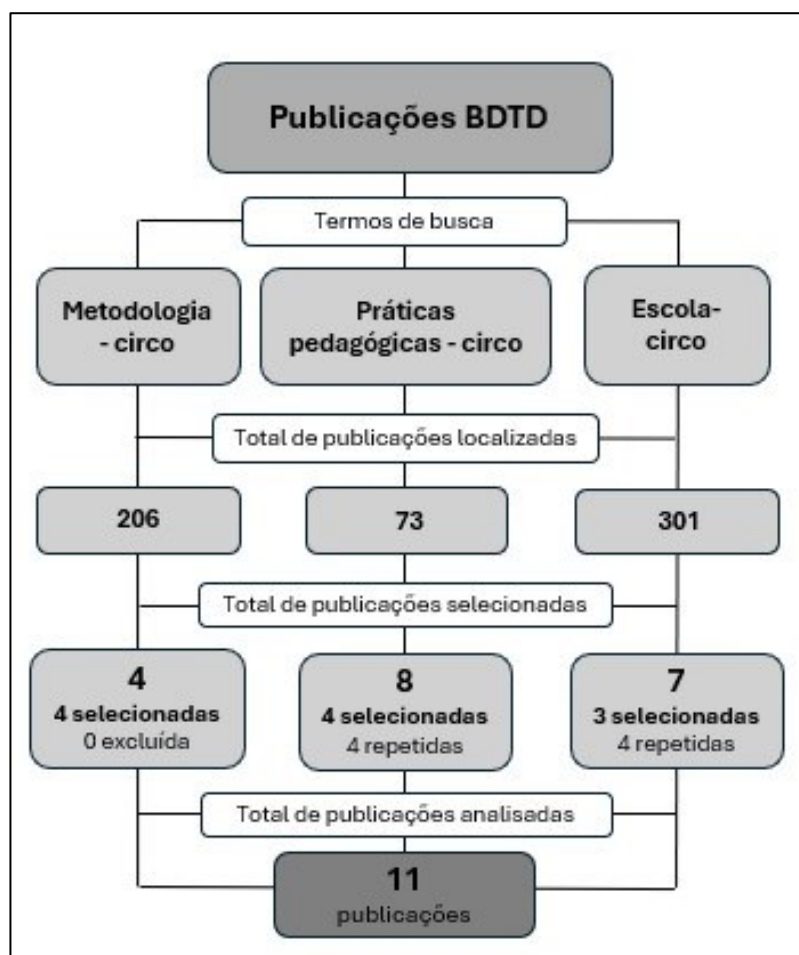 Publicações BDTD
Termos de busca
Metodologia
- circo
Práticas
pedagógicas - circo
Escola-
circo
Total de publicações localizadas
206
73
301
Total de publicações selecionadas
4
4 selecionadas
0 excluída
8
4 selecionadas
4 repetidas
7
3 selecionadas
4 repetidas
Total de publicações analisadas
11
publicações